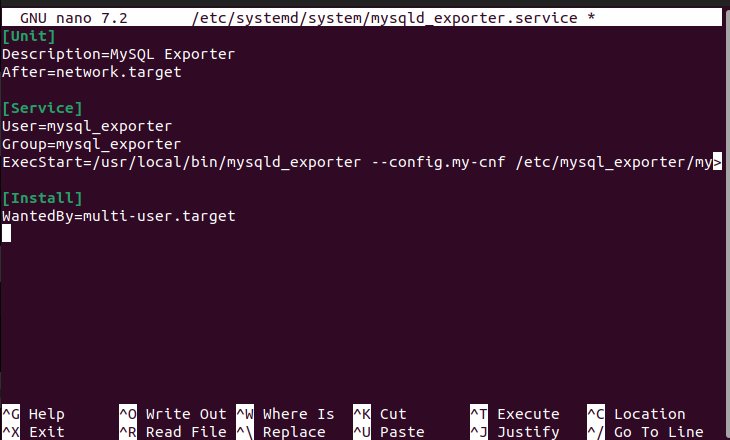 GNU nano 7.2 /etc/systemd/system/mysqld_exporter.service *
[Unit]
Description=MySQL Exporter
After=network.target
[Service]
User=mysql_exporter
Group=mysql_exporter
ExecStart=/usr/local/bin/mysqld_exporter --config.my-cnf /etc/mysql_exporter/my>
[Install]
WantedBy=multi-user.target
^G Help ^O Write Out ^W Where Is ^K Cut ^T Execute ^C Location
^X Exit ^R Read File ^\ Replace ^U Paste ^J Justify ^/ Go To Line